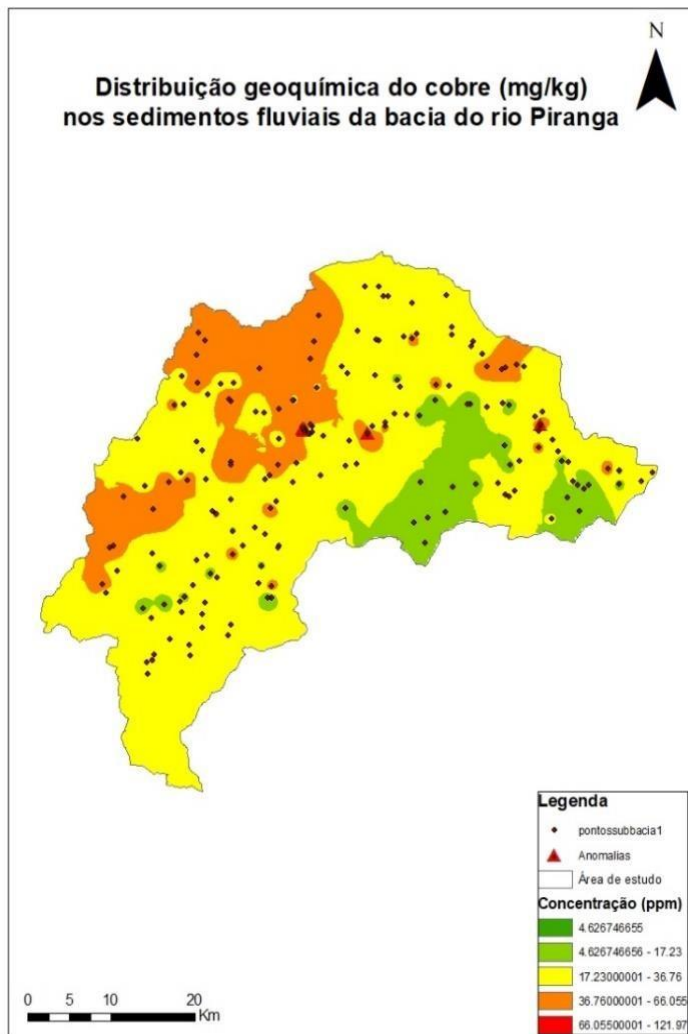 N
Distribuição geoquímica do cobre (mg/kg)
nos sedimentos fluviais da bacia do rio Piranga
Legenda
pontossubbacia1
Anomalias
Área de estudo
Concentração (ppm)
4.626746655
4.626746656 - 17.23
17.23000001 - 36.76
36.76000001 - 66.055
66.05500001 - 121.97
0 5 10 20
Km